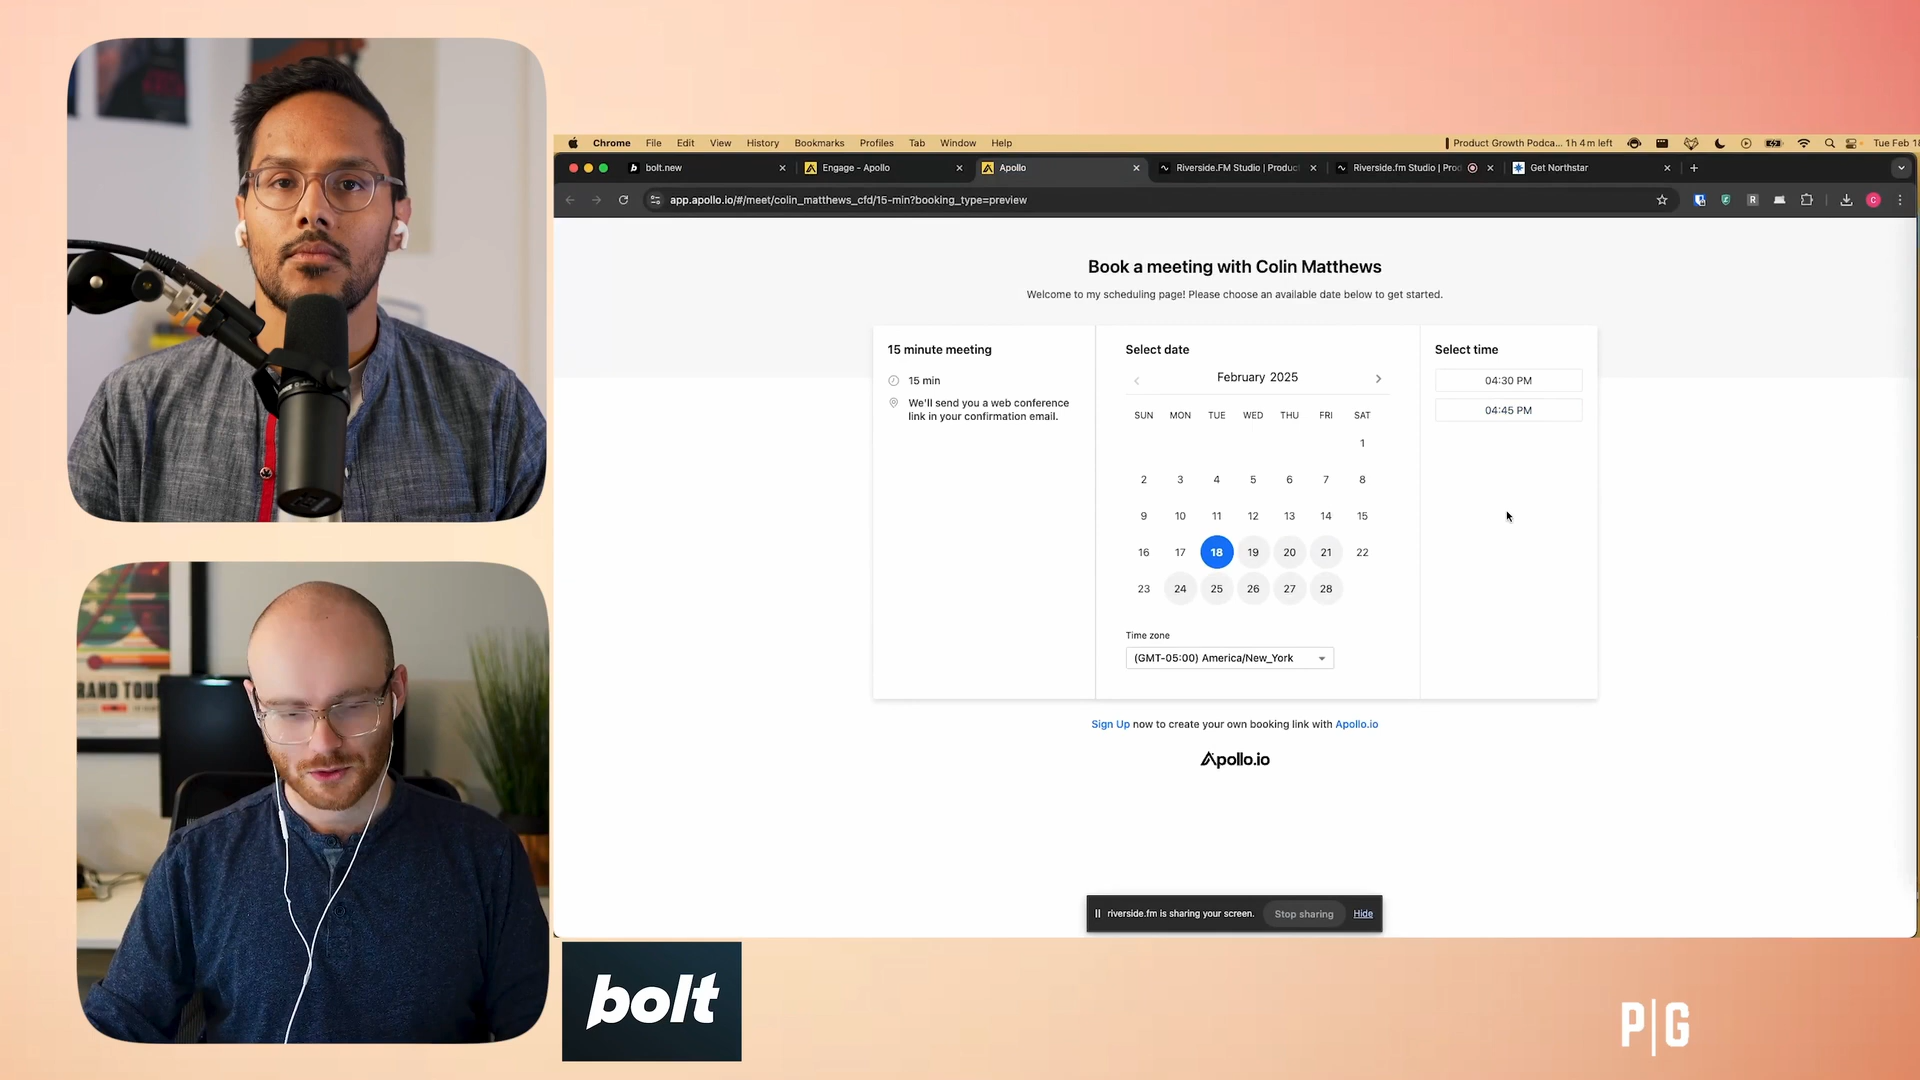 Chrome File Edit View History Bookmarks Profiles Tab Window Help
Product Growth Podca... 1h 4m left
Tue Feb 18
bolt.new
Engage - Apollo
Apollo
Riverside.FM Studio | Product
Riverside.fm Studio | Prod
Get Northstar
app.apollo.io/#/meet/colin_matthews_cfd/15-min?booking_type=preview
R
C
Book a meeting with Colin Matthews
Welcome to my scheduling page! Please choose an available date below to get started.
15 minute meeting
15 min
We'll send you a web conference
link in your confirmation email.
Select date
February 2025
SUN MON TUE WED THU FRI SAT
1
2 3 4 5 6 7 8
9 10 11 12 13 14 15
16 17 18 19 20 21 22
23 24 25 26 27 28
Time zone
(GMT-05:00) America/New_York
Select time
04:30 PM
04:45 PM
Sign Up now to create your own booking link with Apollo.io
Apollo.io
riverside.fm is sharing your screen. Stop sharing Hide
GRAND TOU
bolt
P|G